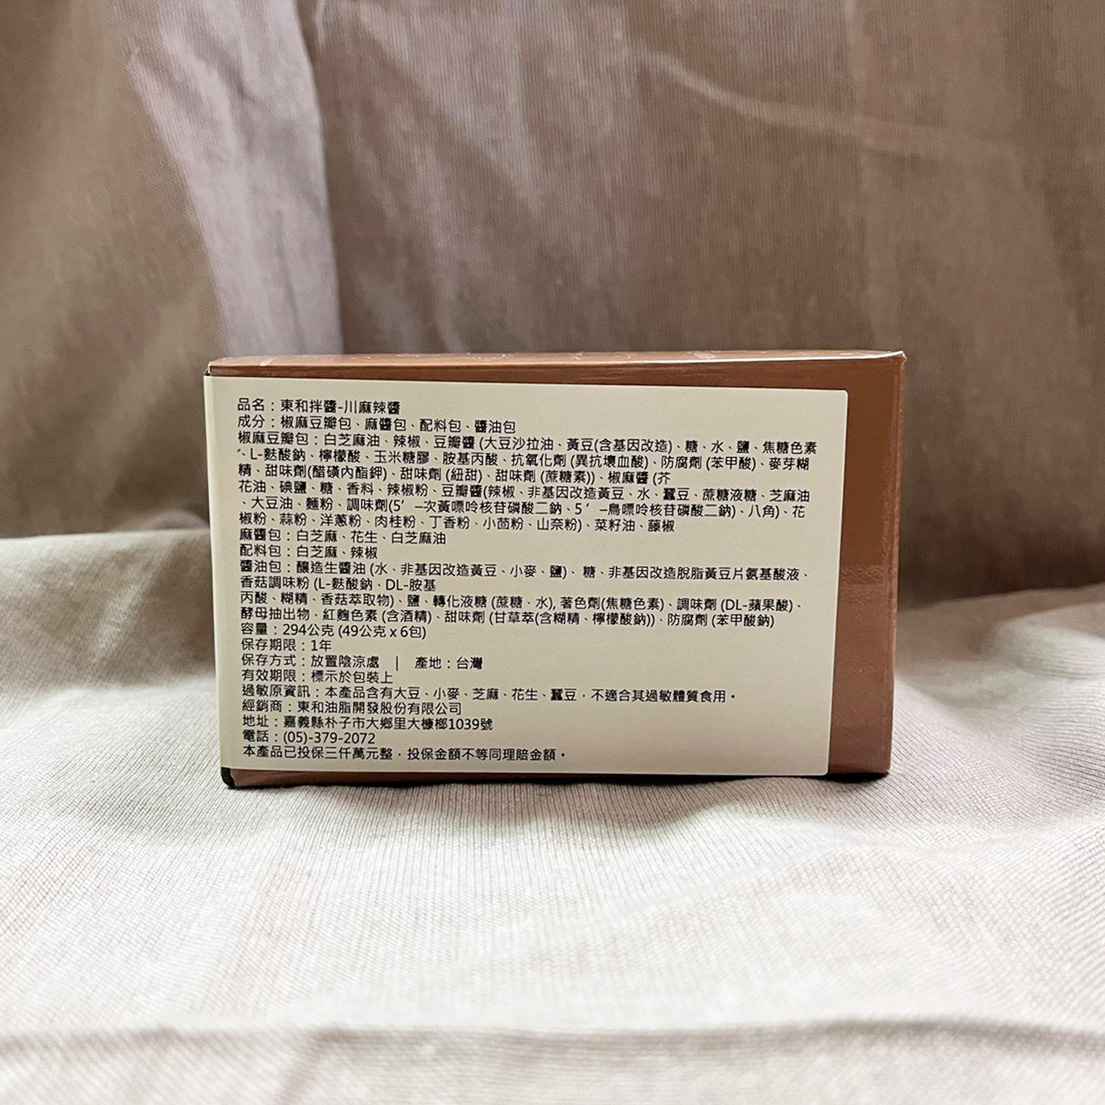 品名：東和拌醬-川麻辣醬
成分：椒麻豆瓣包、麻醬包、配料包、醬油包
椒麻豆瓣包：白芝麻油、辣椒、豆瓣醬 (大豆沙拉油、黃豆(含基因改造)、糖、水、鹽、焦糖色素
、L-麩酸鈉、檸檬酸、玉米糖膠、胺基丙酸、抗氧化劑 (異抗壞血酸)、防腐劑 (苯甲酸)、麥芽糊
精、甜味劑(醋磺內酯鉀)、甜味劑 (紐甜)、甜味劑 (蔗糖素))、椒麻醬 (芥
花油、碘鹽、糖、香料、辣椒粉、豆瓣醬(辣椒、非基因改造黃豆、水、蠶豆、蔗糖液糖、芝麻油
、大豆油、麵粉、調味劑(5′–次黃嘌呤核苷磷酸二鈉、5′–鳥嘌呤核苷磷酸二鈉)、八角)、花
椒粉、蒜粉、洋蔥粉、肉桂粉、丁香粉、小茴粉、山奈粉)、菜籽油、藤椒
麻醬包：白芝麻、花生、白芝麻油
配料包：白芝麻、辣椒
醬油包：釀造生醬油 (水、非基因改造黃豆、小麥、鹽)、糖、非基因改造脫脂黃豆片氨基酸液、
香菇調味粉 (L-麩酸鈉、DL-胺基
丙酸、糊精、香菇萃取物)、鹽、轉化液糖 (蔗糖、水), 著色劑(焦糖色素)、調味劑 (DL-蘋果酸)、
酵母抽出物、紅麴色素 (含酒精)、甜味劑 (甘草萃(含糊精、檸檬酸鈉))、防腐劑 (苯甲酸鈉)
容量：294公克 (49公克 x 6包)
保存期限：1年
保存方式：放置陰涼處 ｜ 產地：台灣
有效期限：標示於包裝上
過敏原資訊：本產品含有大豆、小麥、芝麻、花生、蠶豆，不適合其過敏體質食用。
經銷商：東和油脂開發股份有限公司
地址：嘉義縣朴子市大鄉里大槺榔1039號
電話：(05)-379-2072
本產品已投保三仟萬元整，投保金額不等同理賠金額。